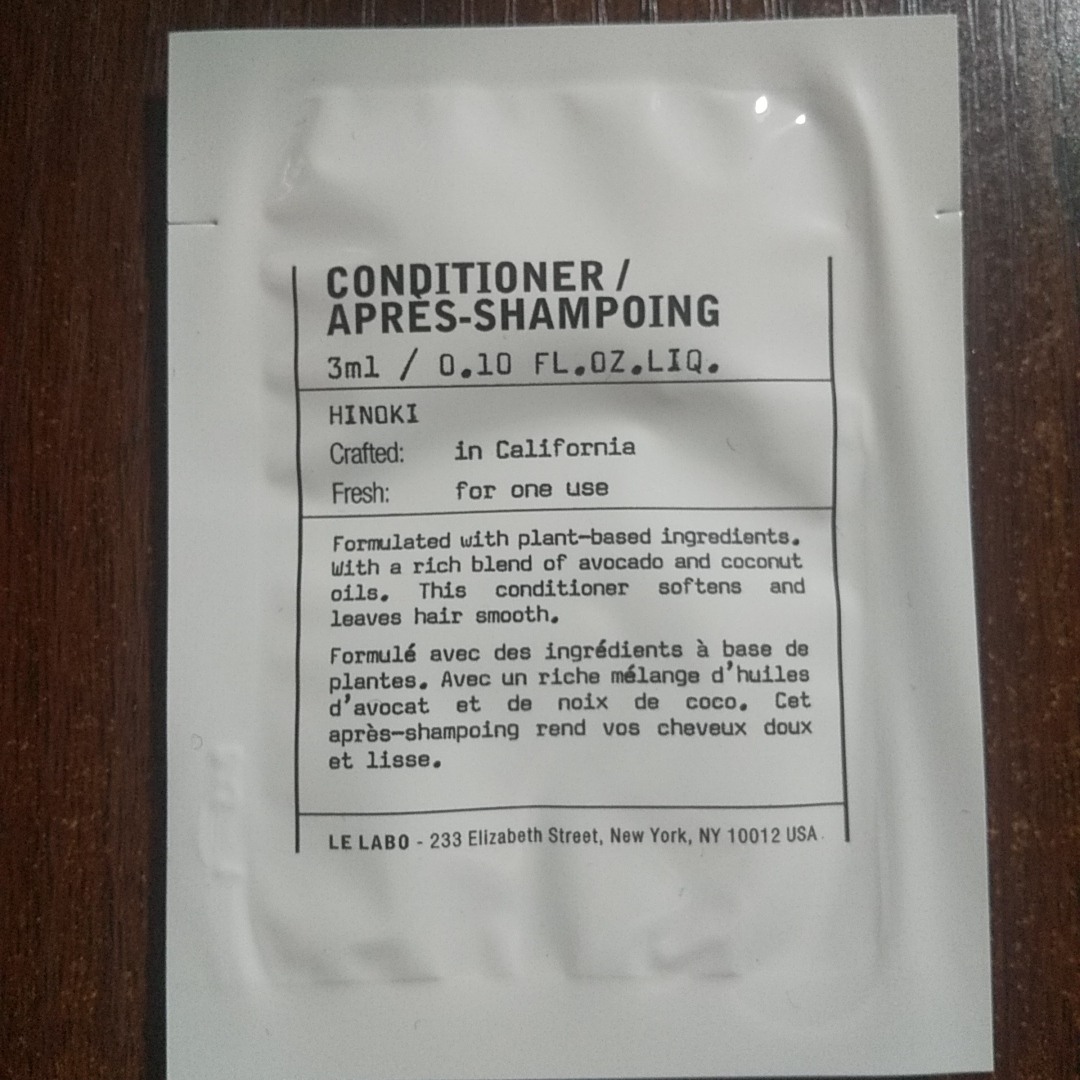 CONDITIONER /
APRÈS-SHAMPOING
3ml / 0.10 FL.OZ.LIQ.
HINOKI
Crafted: in California
Fresh: for one use
Formulated with plant-based ingredients.
With a rich blend of avocado and coconut
oils. This conditioner softens and
leaves hair smooth.
Formulé avec des ingrédients à base de
plantes. Avec un riche mélange d'huiles
d'avocat et de noix de coco. Cet
après-shampoing rend vos cheveux doux
et lisse.
LE LABO - 233 Elizabeth Street, New York, NY 10012 USA.